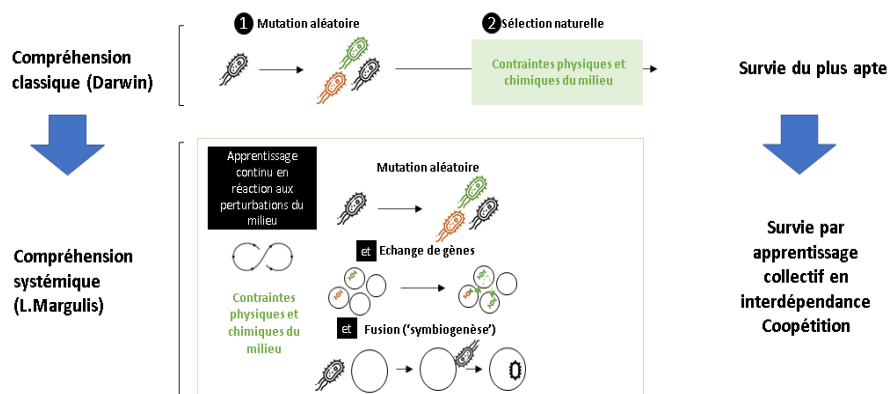 1 Mutation aléatoire
2 Sélection naturelle
Compréhension
classique (Darwin)
Contraintes physiques et
chimiques du milieu
Survie du plus apte
Apprentissage
continu en
réaction aux
perturbations du
milieu
Mutation aléatoire
et Echange de gènes
Compréhension
systémique
(L.Margulis)
Contraintes
physiques et
chimiques du
milieu
et Fusion (‘symbiogenèse’)
Survie par
apprentissage
collectif en
interdépendance
Coopétition